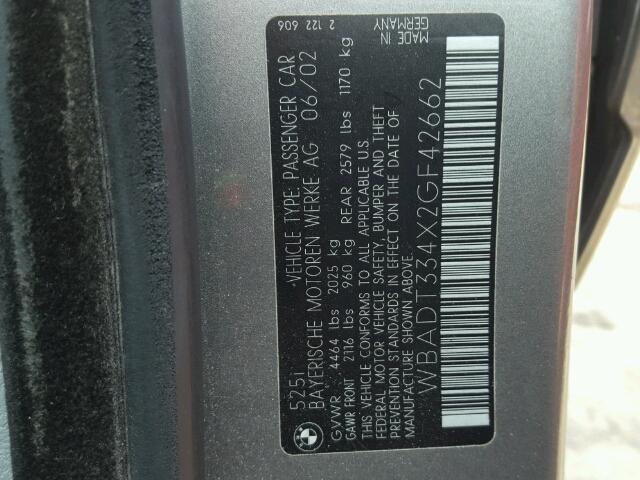 525i
VEHICLE TYPE: PASSENGER CAR
2 122 606
BAYERISCHE MOTOREN WERKE AG 06/02
GVWR 4464 lbs 2025 kg
GAWR FRONT 2116 lbs 960 kg REAR 2579 lbs 1170 kg
THIS VEHICLE CONFORMS TO ALL APPLICABLE U.S.
FEDERAL MOTOR VEHICLE SAFETY, BUMPER AND THEFT
PREVENTION STANDARDS IN EFFECT ON THE DATE OF
MANUFACTURE SHOWN ABOVE.
MADE IN
GERMANY
WBADT334X2GF42662